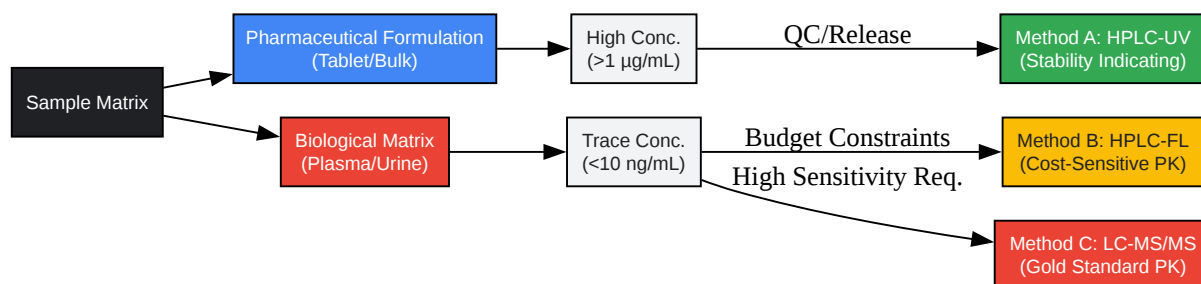 Pharmaceutical Formulation
(Tablet/Bulk)
High Conc.
(>1 µg/mL)
QC/Release
Method A: HPLC-UV
(Stability Indicating)
Sample Matrix
Biological Matrix
(Plasma/Urine)
Trace Conc.
(<10 ng/mL)
Budget Constraints
Method B: HPLC-FL
(Cost-Sensitive PK)
High Sensitivity Req.
Method C: LC-MS/MS
(Gold Standard PK)